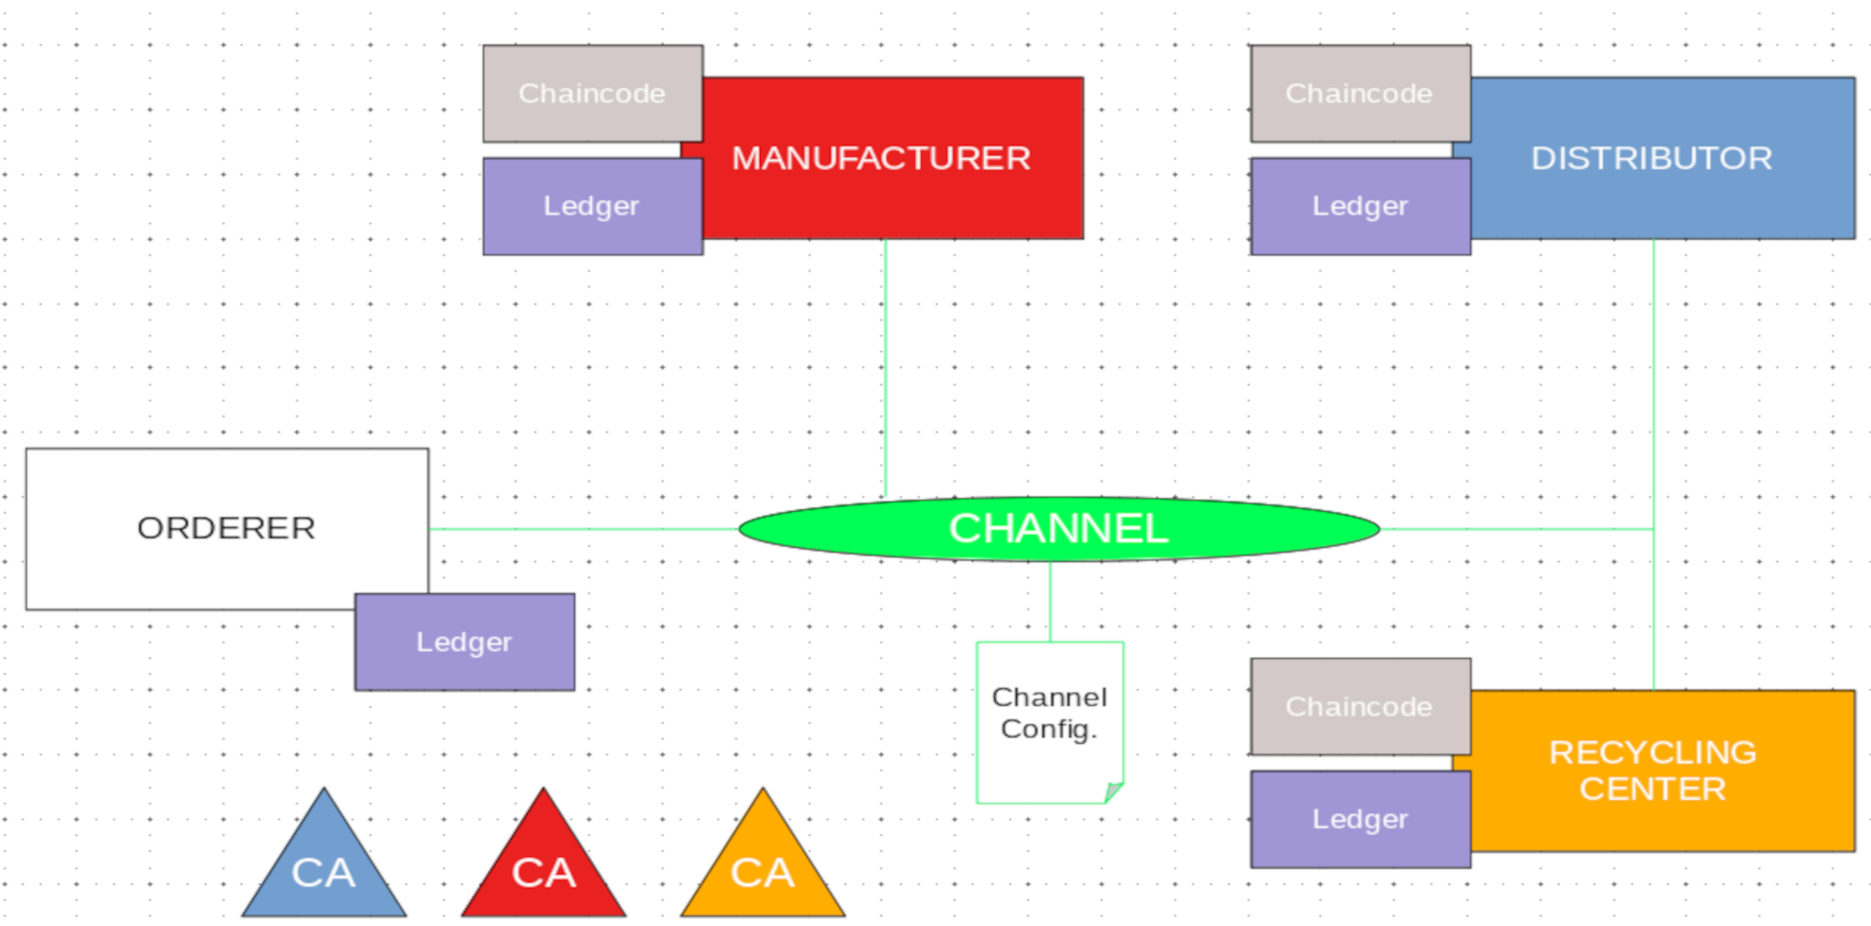 Chaincode
MANUFACTURER
Ledger
Chaincode
DISTRIBUTOR
Ledger
ORDERER
Ledger
CHANNEL
Channel
Config.
Chaincode
RECYCLING
CENTER
Ledger
CA
CA
CA